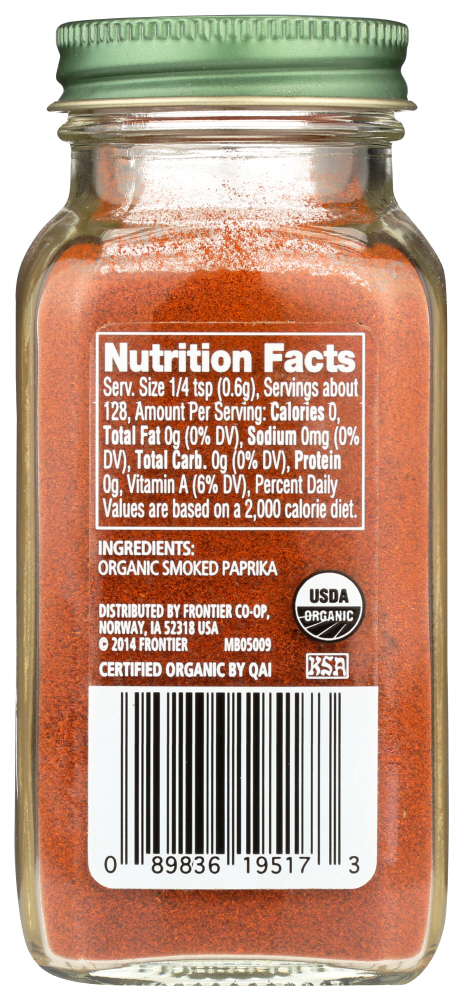 Nutrition Facts
Serv. Size 1/4 tsp (0.6g), Servings about
128, Amount Per Serving: Calories 0,
Total Fat 0g (0% DV), Sodium 0mg (0%
DV), Total Carb. 0g (0% DV), Protein
0g, Vitamin A (6% DV), Percent Daily
Values are based on a 2,000 calorie diet.
INGREDIENTS:
ORGANIC SMOKED PAPRIKA
USDA
ORGANIC
DISTRIBUTED BY FRONTIER CO-OP,
NORWAY, IA 52318 USA
© 2014 FRONTIER MB05009
CERTIFIED ORGANIC BY QAI
KSA
0 89836 19517 3